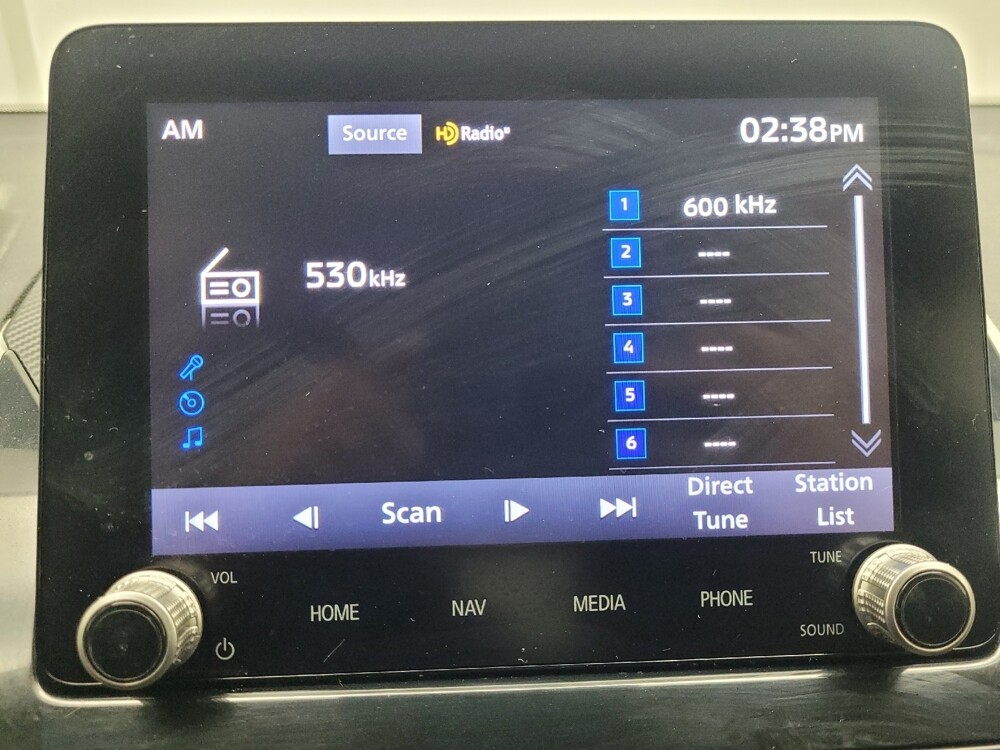 AM
Source
HD Radio®
02:38PM
1 600 kHz
2 ----
530kHz
3 ----
4 ----
5 ----
6 ----
Scan
Direct
Tune
Station
List
VOL
HOME
NAV
MEDIA
PHONE
TUNE
SOUND